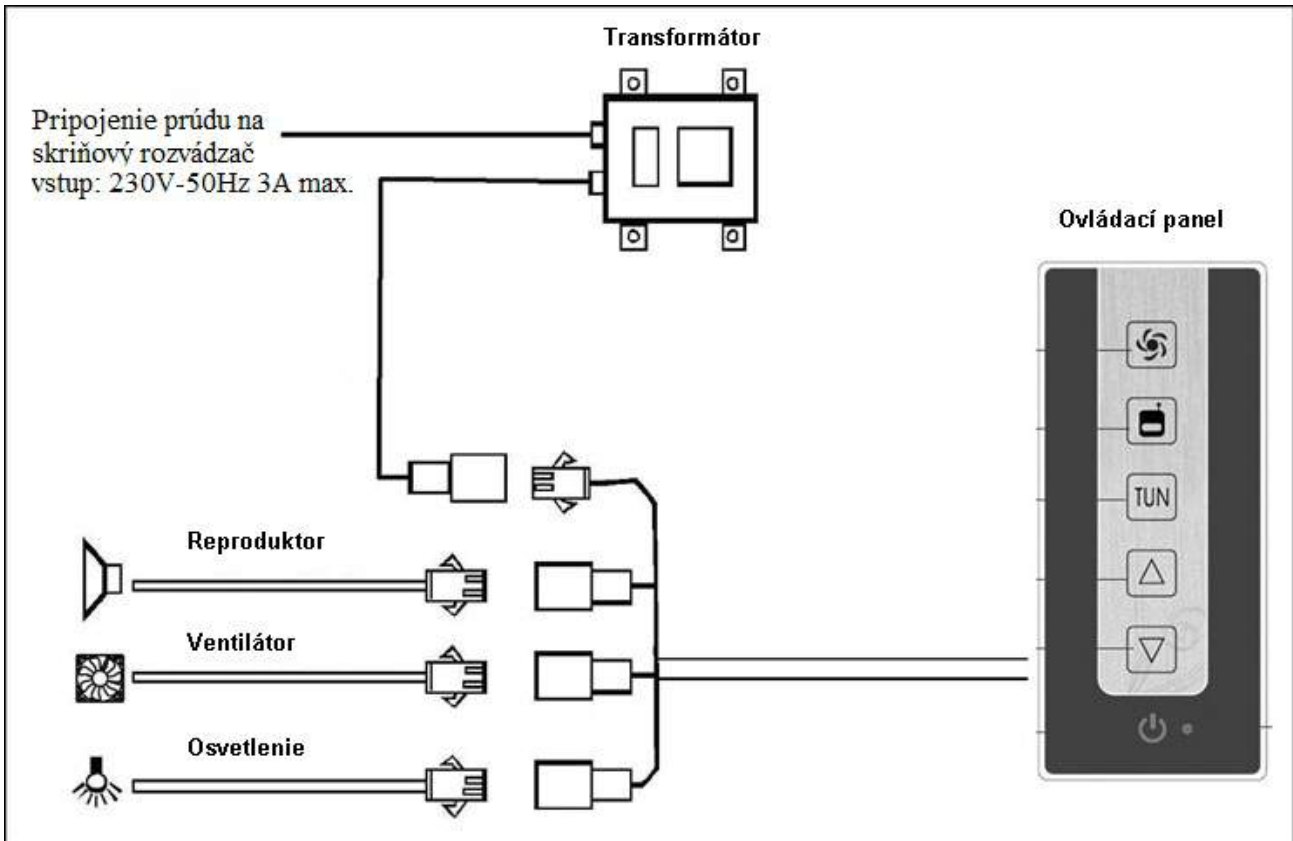 Transformátor
Pripojenie prúdu na
skriňový rozvádzač
vstup: 230V-50Hz 3A max.
Ovládací panel
TUN
Reproduktor
Ventilátor
Osvetlenie